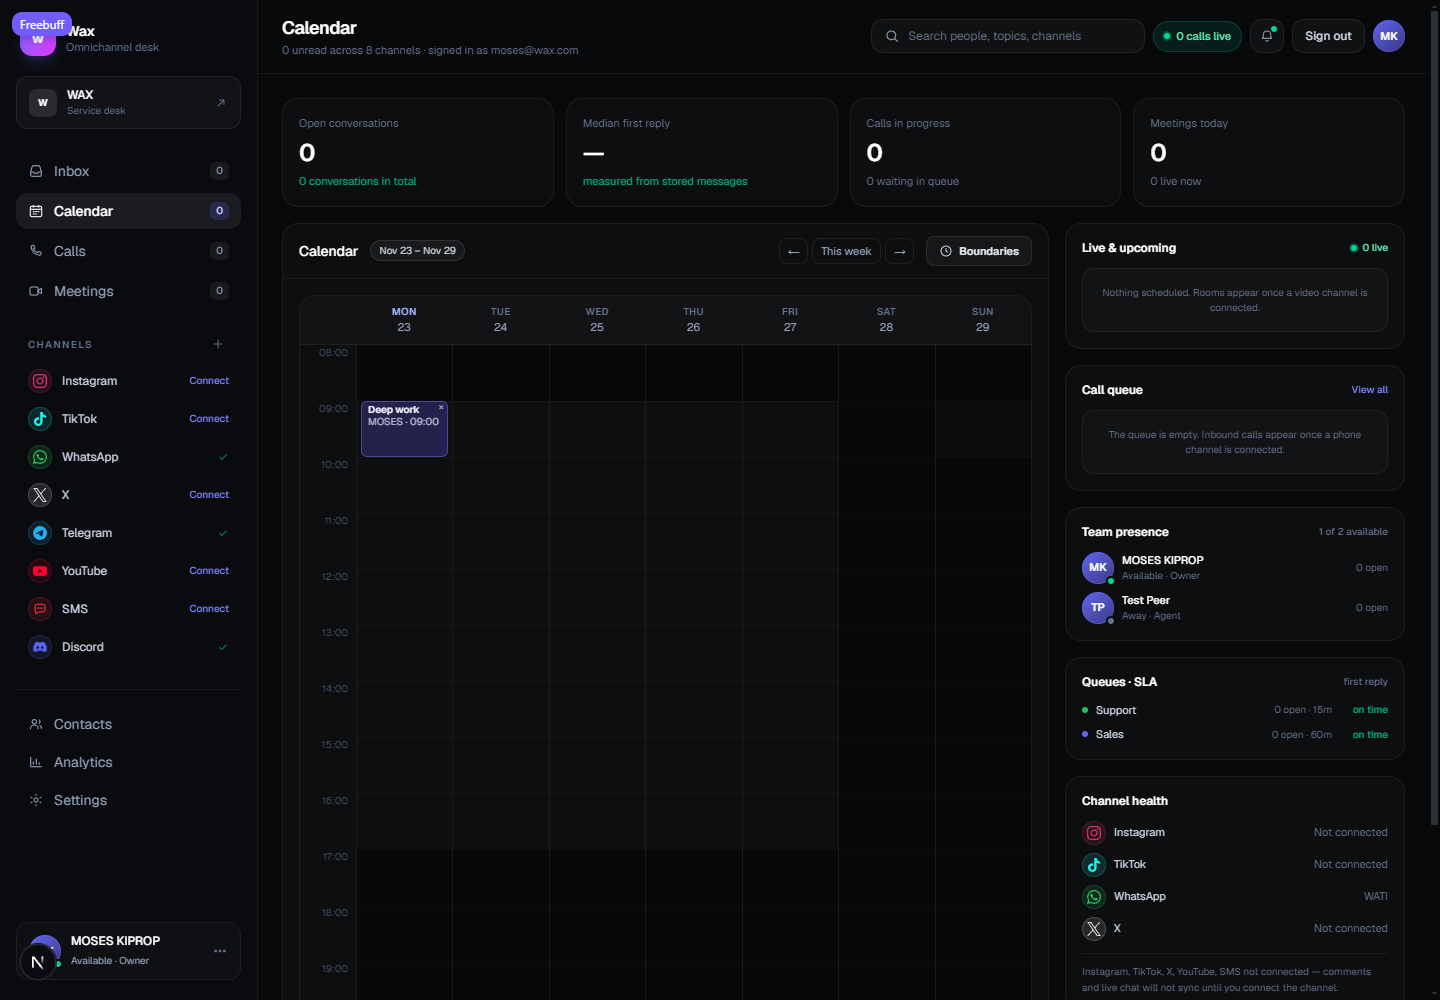 Freebuff
W
Wax
Omnichannel desk
W
WAX
Service desk
Inbox 0
Calendar 0
Calls 0
Meetings 0
CHANNELS
Instagram Connect
TikTok Connect
WhatsApp
X Connect
Telegram
YouTube Connect
SMS Connect
Discord
Contacts
Analytics
Settings
MOSES KIPROP
Available · Owner
N
Calendar
0 unread across 8 channels · signed in as moses@wax.com
Search people, topics, channels
0 calls live
Sign out
MK
Open conversations
0
0 conversations in total
Median first reply
—
measured from stored messages
Calls in progress
0
0 waiting in queue
Meetings today
0
0 live now
Calendar
Nov 23 – Nov 29
←
This week
→
Boundaries
MON TUE WED THU FRI SAT SUN
23 24 25 26 27 28 29
08:00
09:00
Deep work ×
MOSES · 09:00
10:00
11:00
12:00
13:00
14:00
15:00
16:00
17:00
18:00
19:00
Live & upcoming
0 live
Nothing scheduled. Rooms appear once a video channel is
connected.
Call queue
View all
The queue is empty. Inbound calls appear once a phone
channel is connected.
Team presence
1 of 2 available
MK
MOSES KIPROP
Available · Owner
0 open
TP
Test Peer
Away · Agent
0 open
Queues · SLA
first reply
Support 0 open · 15m on time
Sales 0 open · 60m on time
Channel health
Instagram Not connected
TikTok Not connected
WhatsApp WATI
X Not connected
Instagram, TikTok, X, YouTube, SMS not connected — comments
and live chat will not sync until you connect the channel.